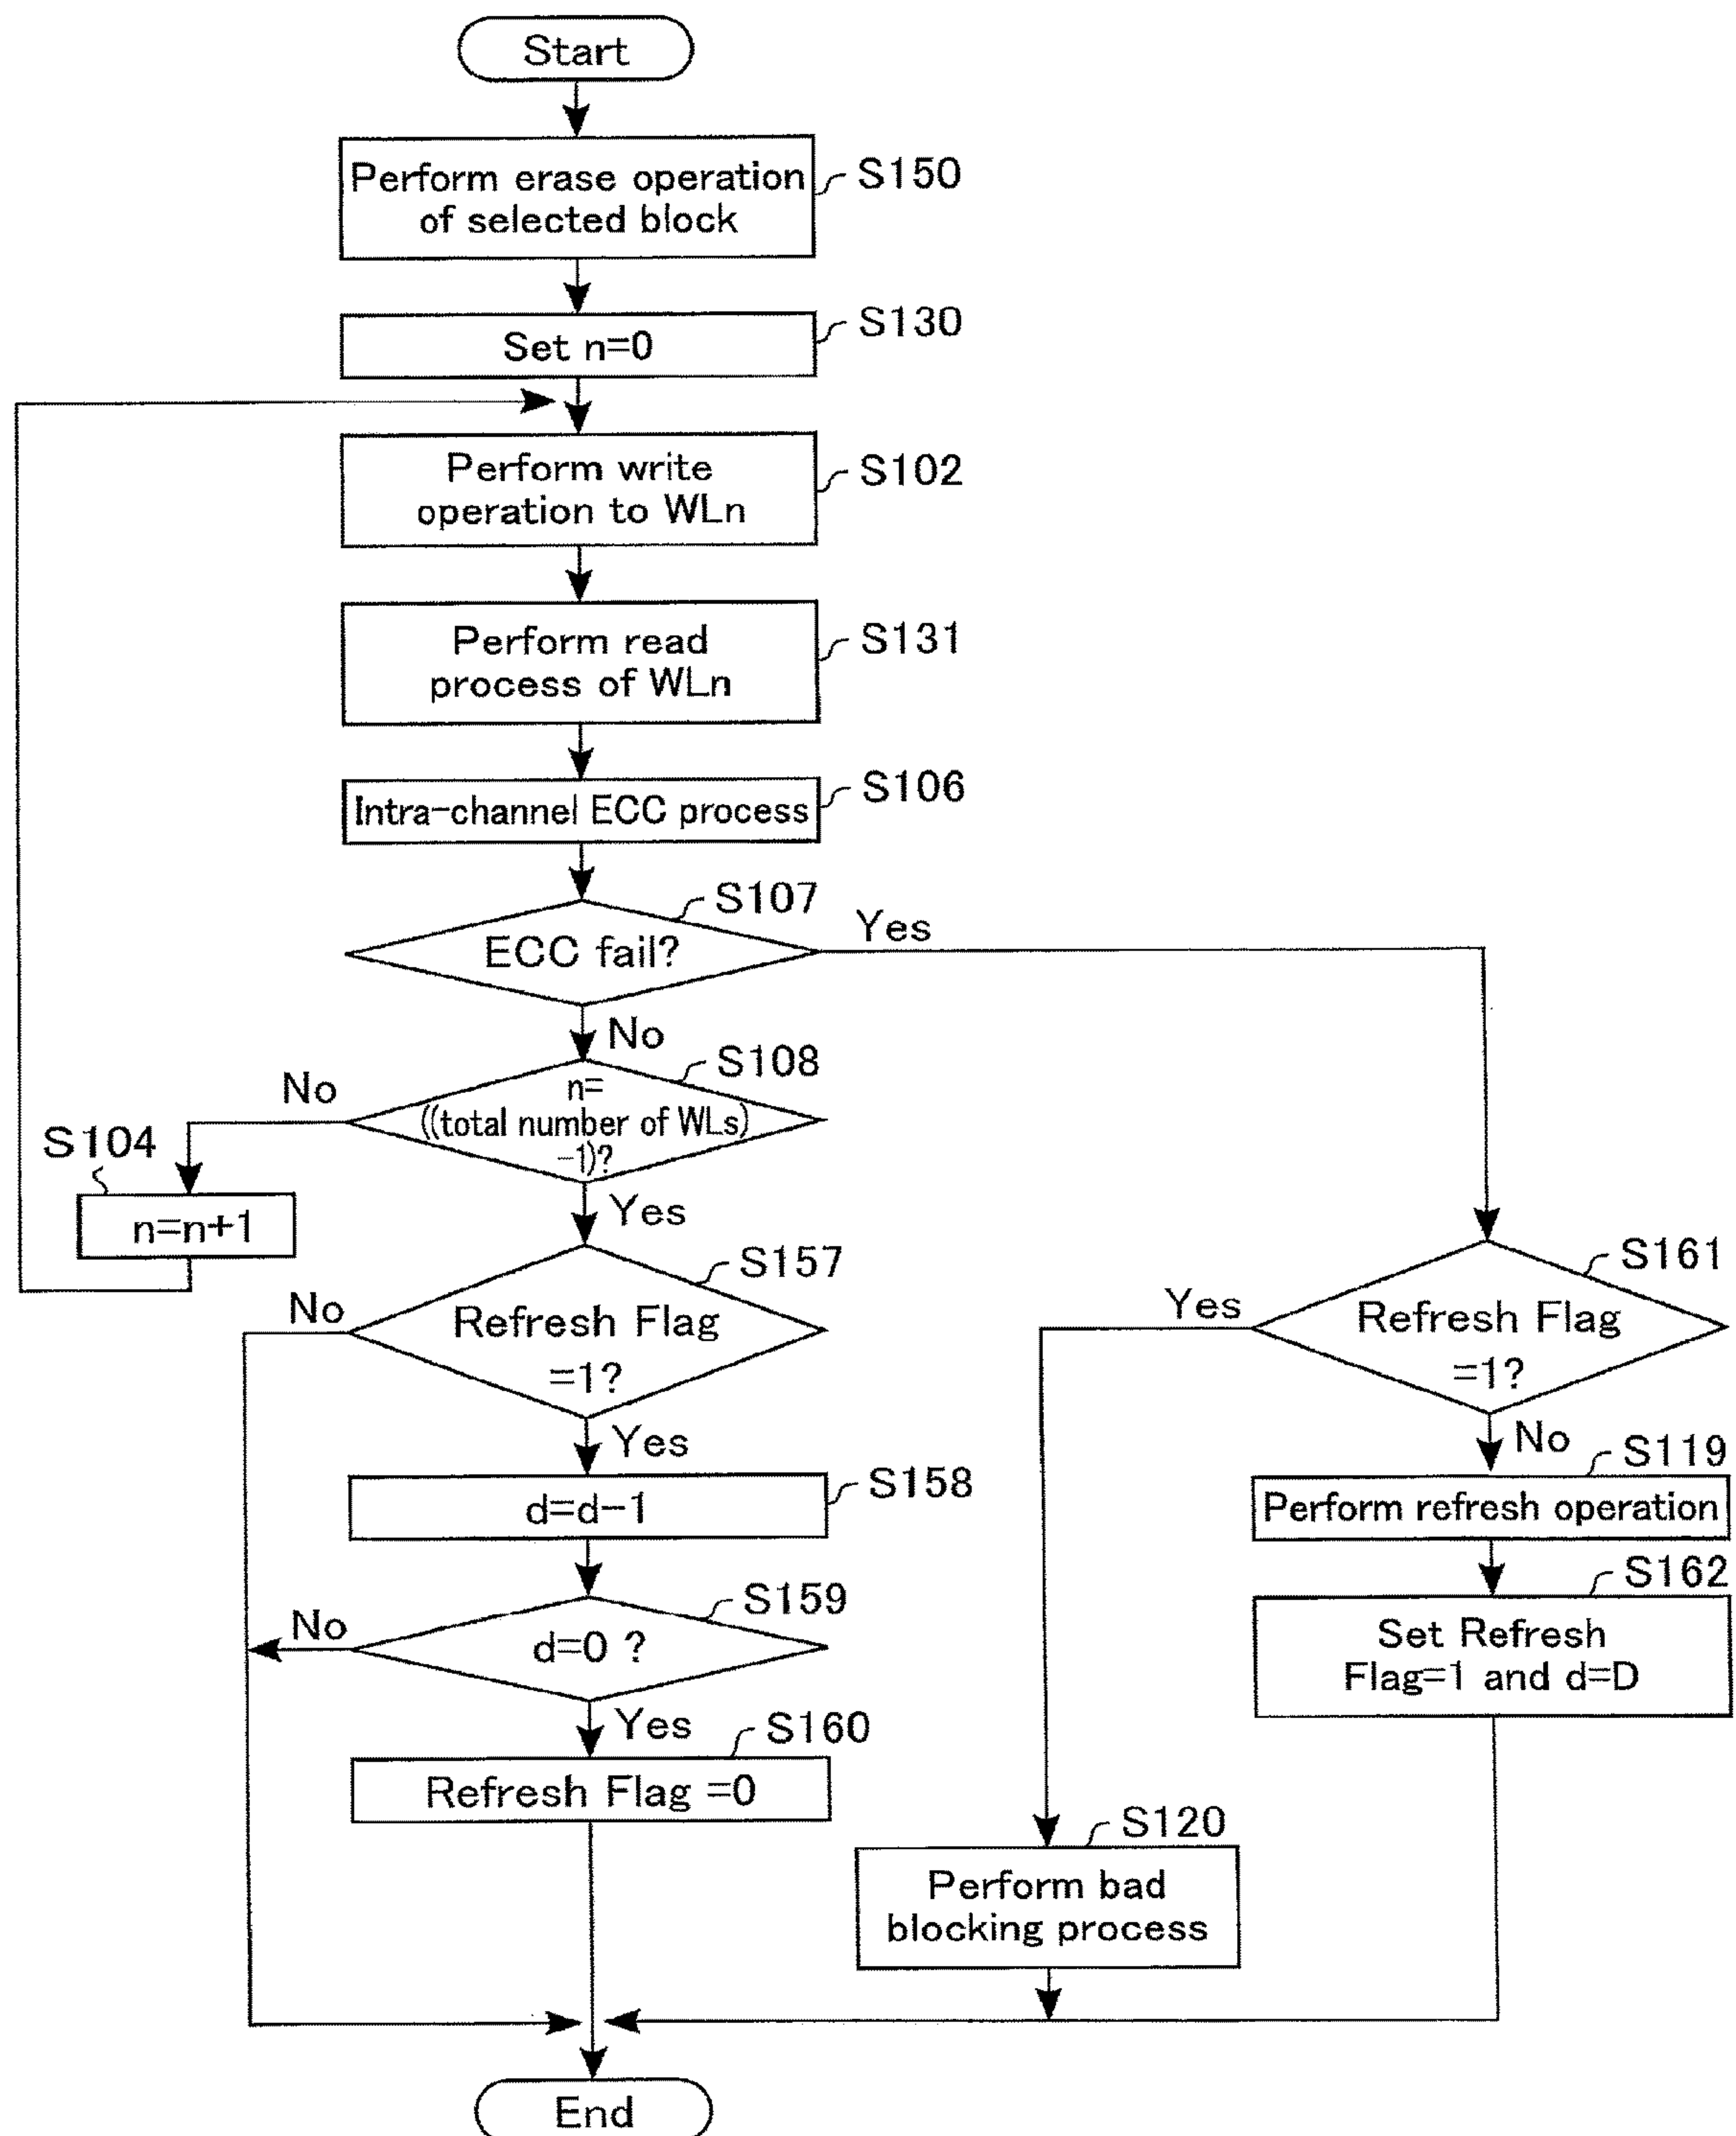 Start
Perform erase operation
of selected block
S150
Set n=0
S130
Perform write
operation to WLn
S102
Perform read
process of WLn
S131
Intra-channel ECC process
S106
S107
ECC fail?
Yes
No
S108
n=
((total number of WLs)
-1)?
No
S104
n=n+1
Yes
S157
Refresh Flag
=1?
No
Yes
S158
d=d-1
S159
d=0 ?
No
Yes
S160
Refresh Flag =0
S161
Refresh Flag
=1?
Yes
No
S119
Perform refresh operation
S162
Set Refresh
Flag=1 and d=D
S120
Perform bad
blocking process
End